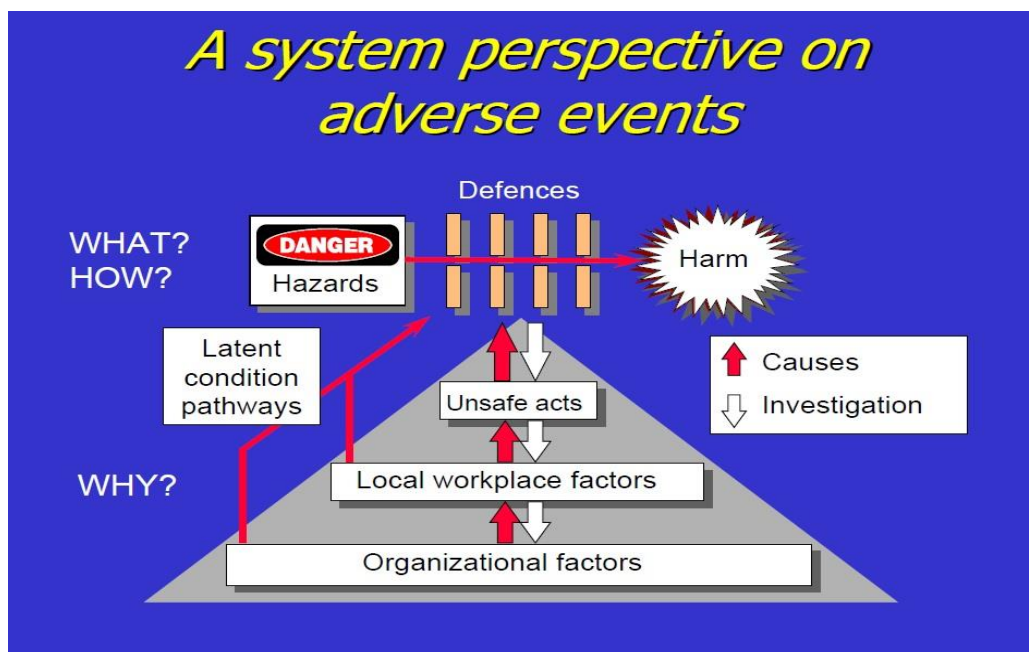 A system perspective on
adverse events
Defences
WHAT?
HOW?
DANGER
Hazards
Harm
Latent
condition
pathways
Causes
Investigation
Unsafe acts
WHY?
Local workplace factors
Organizational factors